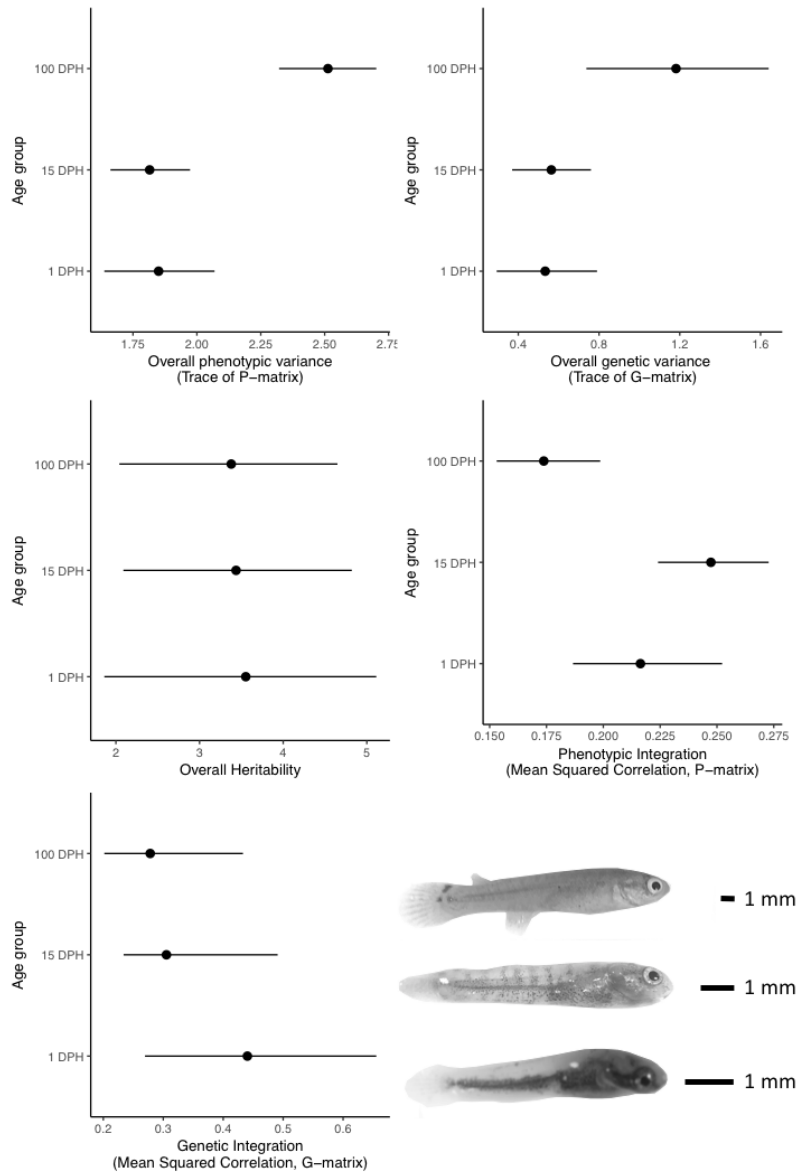 100 DPH
15 DPH
1 DPH
Age group
1.75
2.00
2.25
2.50
2.75
Overall phenotypic variance
(Trace of P−matrix)
100 DPH
15 DPH
1 DPH
Age group
0.4
0.8
1.2
1.6
Overall genetic variance
(Trace of G−matrix)
100 DPH
15 DPH
1 DPH
Age group
2
3
4
5
Overall Heritability
100 DPH
15 DPH
1 DPH
Age group
0.150
0.175
0.200
0.225
0.250
0.275
Phenotypic Integration
(Mean Squared Correlation, P−matrix)
100 DPH
15 DPH
1 DPH
Age group
0.2
0.3
0.4
0.5
0.6
Genetic Integration
(Mean Squared Correlation, G−matrix)
1 mm
1 mm
1 mm